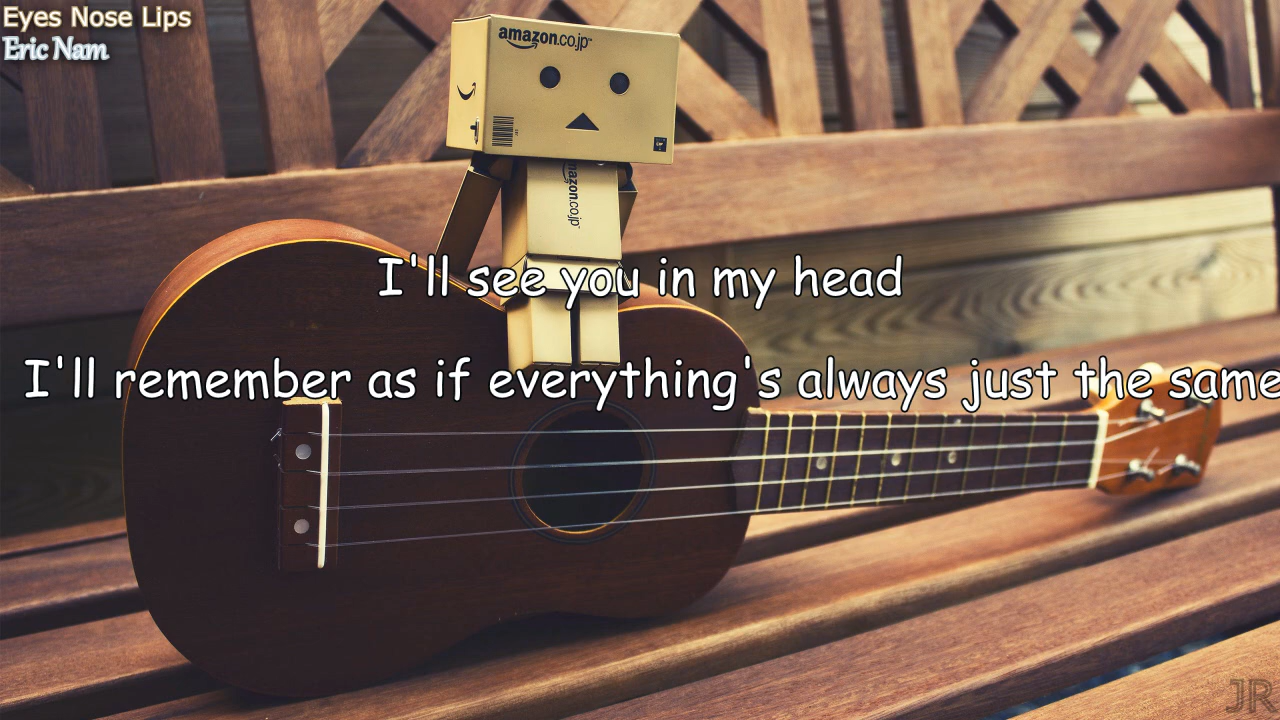 Eyes Nose Lips
Eric Nam
amazon.co.jp
amazon.co.jp
I'll see you in my head
I'll remember as if everything's always just the same
JR